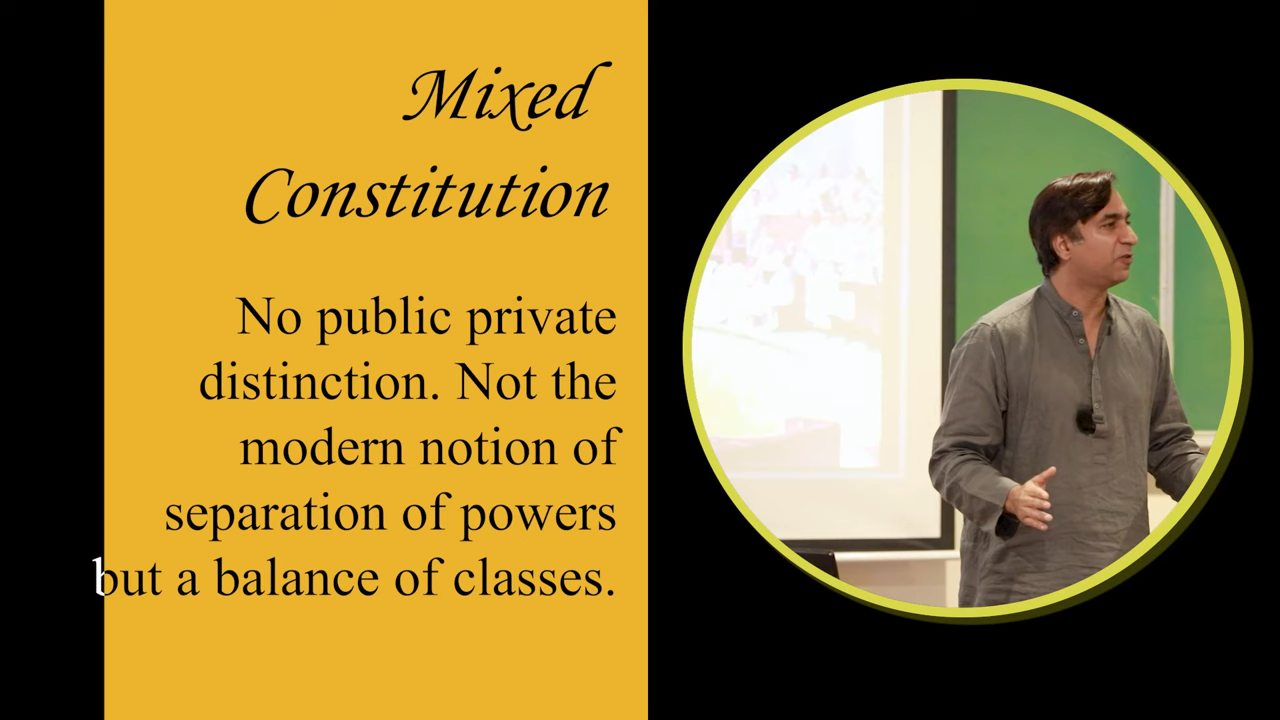 Mixed
Constitution
No public private
distinction. Not the
modern notion of
separation of powers
but a balance of classes.